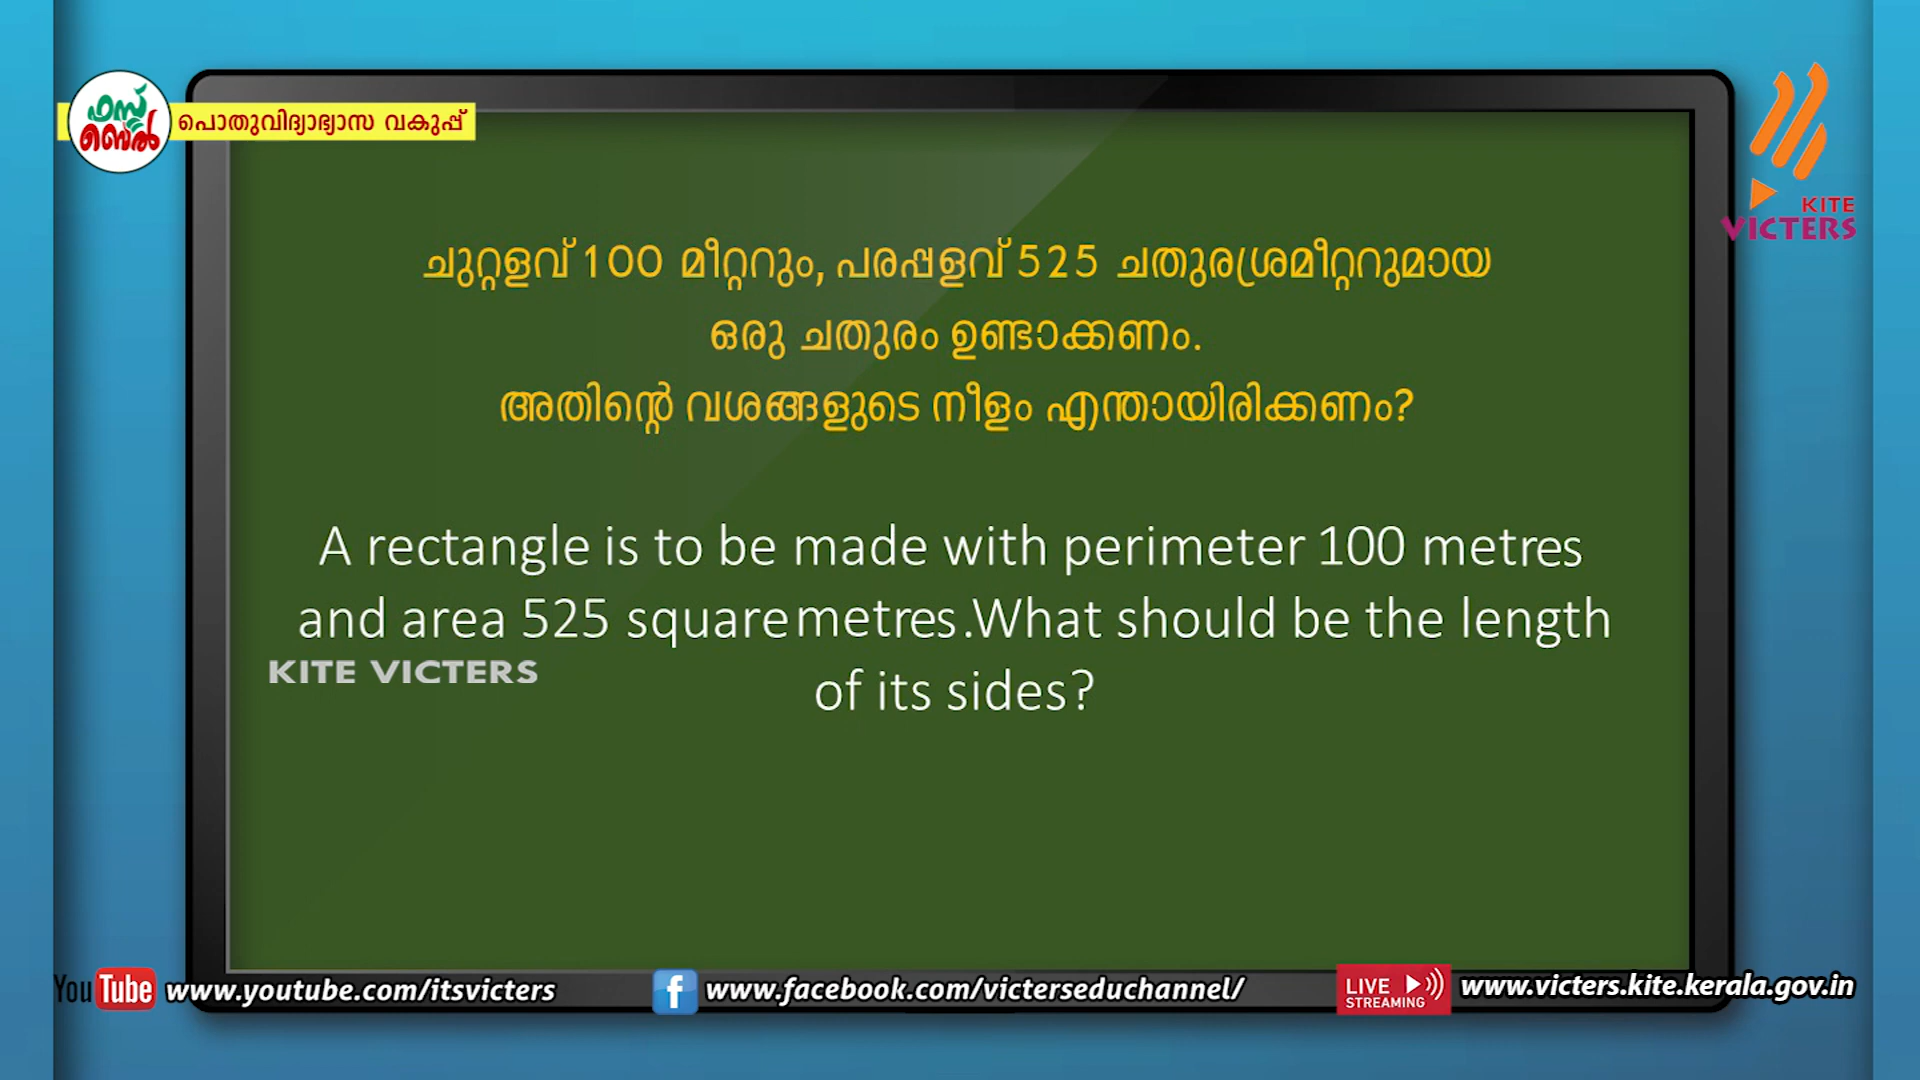 ഫസ്റ്റ്
ബെൽ
പൊതുവിദ്യാഭ്യാസ വകുപ്പ്
KITE
VICTERS
ചുറ്റളവ് 100 മീറ്ററും, പരപ്പളവ് 525 ചതുരശ്രമീറ്ററുമായ
ഒരു ചതുരം ഉണ്ടാക്കണം.
അതിന്റെ വശങ്ങളുടെ നീളം എന്തായിരിക്കണം?
A rectangle is to be made with perimeter 100 metres
and area 525 square metres.What should be the length
KITE VICTERS
of its sides?
YouTube www.youtube.com/itsvicters
f www.facebook.com/victerseduchannel/
LIVE STREAMING www.victers.kite.kerala.gov.in